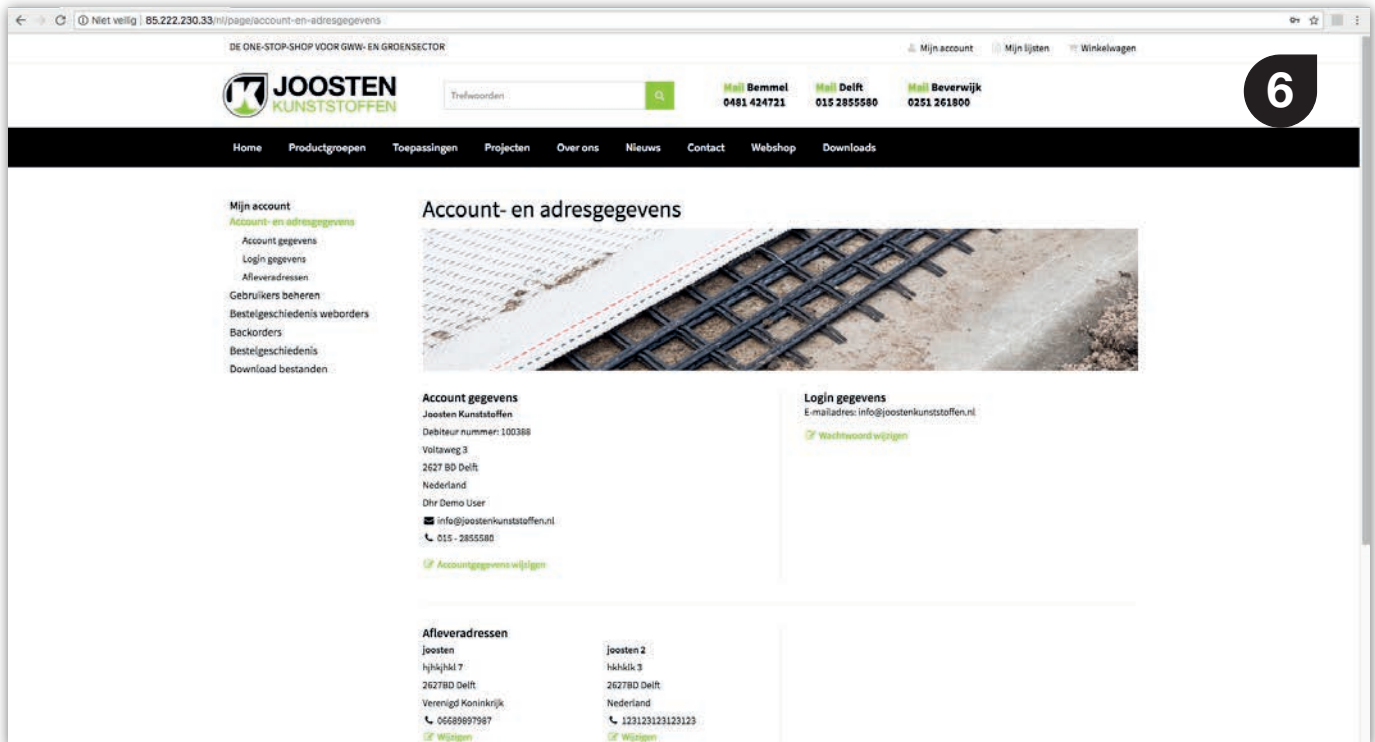 Niet veilig | 85.222.230.33/nl/page/account-en-adresgegevens
DE ONE-STOP-SHOP VOOR GWW- EN GROENSECTOR
Mijn account Mijn lijsten Winkelwagen
JOOSTEN
KUNSTSTOFFEN
Trefwoorden
Mail Bemmel
0481 424721
Mail Delft
015 2855580
Mail Beverwijk
0251 261800
6
Home Productgroepen Toepassingen Projecten Over ons Nieuws Contact Webshop Downloads
Mijn account
Account- en adresgegevens
Account gegevens
Login gegevens
Afleveradressen
Gebruikers beheren
Bestelgeschiedenis weborders
Backorders
Bestelgeschiedenis
Download bestanden
Account- en adresgegevens
Account gegevens
Joosten Kunststoffen
Debiteur nummer: 100388
Voltaweg 3
2627 BD Delft
Nederland
Dhr Demo User
info@joostenkunststoffen.nl
015 - 2855580
Accountgegevens wijzigen
Login gegevens
E-mailadres: info@joostenkunststoffen.nl
Wachtwoord wijzigen
Afleveradressen
joosten
hjhkjhkl 7
2627BD Delft
Verenigd Koninkrijk
06689897987
Wijzigen
joosten 2
hkhklk 3
2627BD Delft
Nederland
123123123123123
Wijzigen